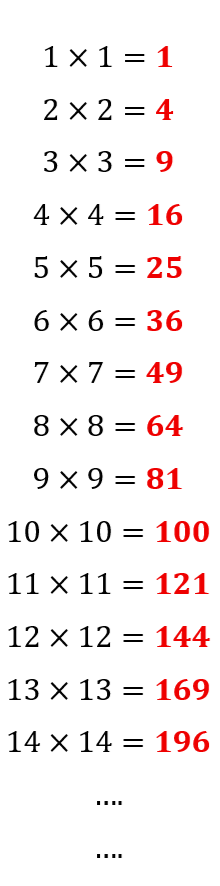 1 × 1 = 1
2 × 2 = 4
3 × 3 = 9
4 × 4 = 16
5 × 5 = 25
6 × 6 = 36
7 × 7 = 49
8 × 8 = 64
9 × 9 = 81
10 × 10 = 100
11 × 11 = 121
12 × 12 = 144
13 × 13 = 169
14 × 14 = 196
....
....